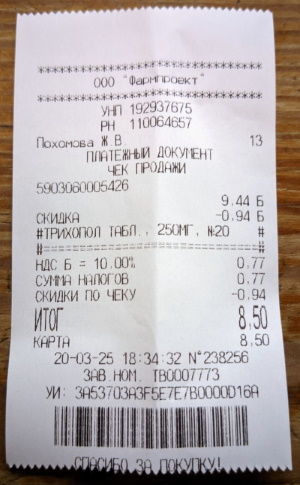 ******************************
ООО "Фармпроект"
******************************
УНП 192937675
РН 110064657
Похомова Ж.В. 13
ПЛАТЕЖНЫЙ ДОКУМЕНТ
ЧЕК ПРОДАЖИ
5903060005426
9.44 Б
СКИДКА -0.94 Б
#ТРИХОПОЛ ТАБЛ., 250МГ, №20 #
#============================#
НДС Б = 10.00% 0,77
СУММА НАЛОГОВ 0,77
СКИДКИ ПО ЧЕКУ -0,94
ИТОГ 8,50
КАРТА 8,50
20-03-25 18:34:32 N°238256
ЗАВ.НОМ. ТВ0007773
УИ: 3A53703A3F5E7E7B0000D16A
СПАСИБО ЗА ПОКУПКУ!